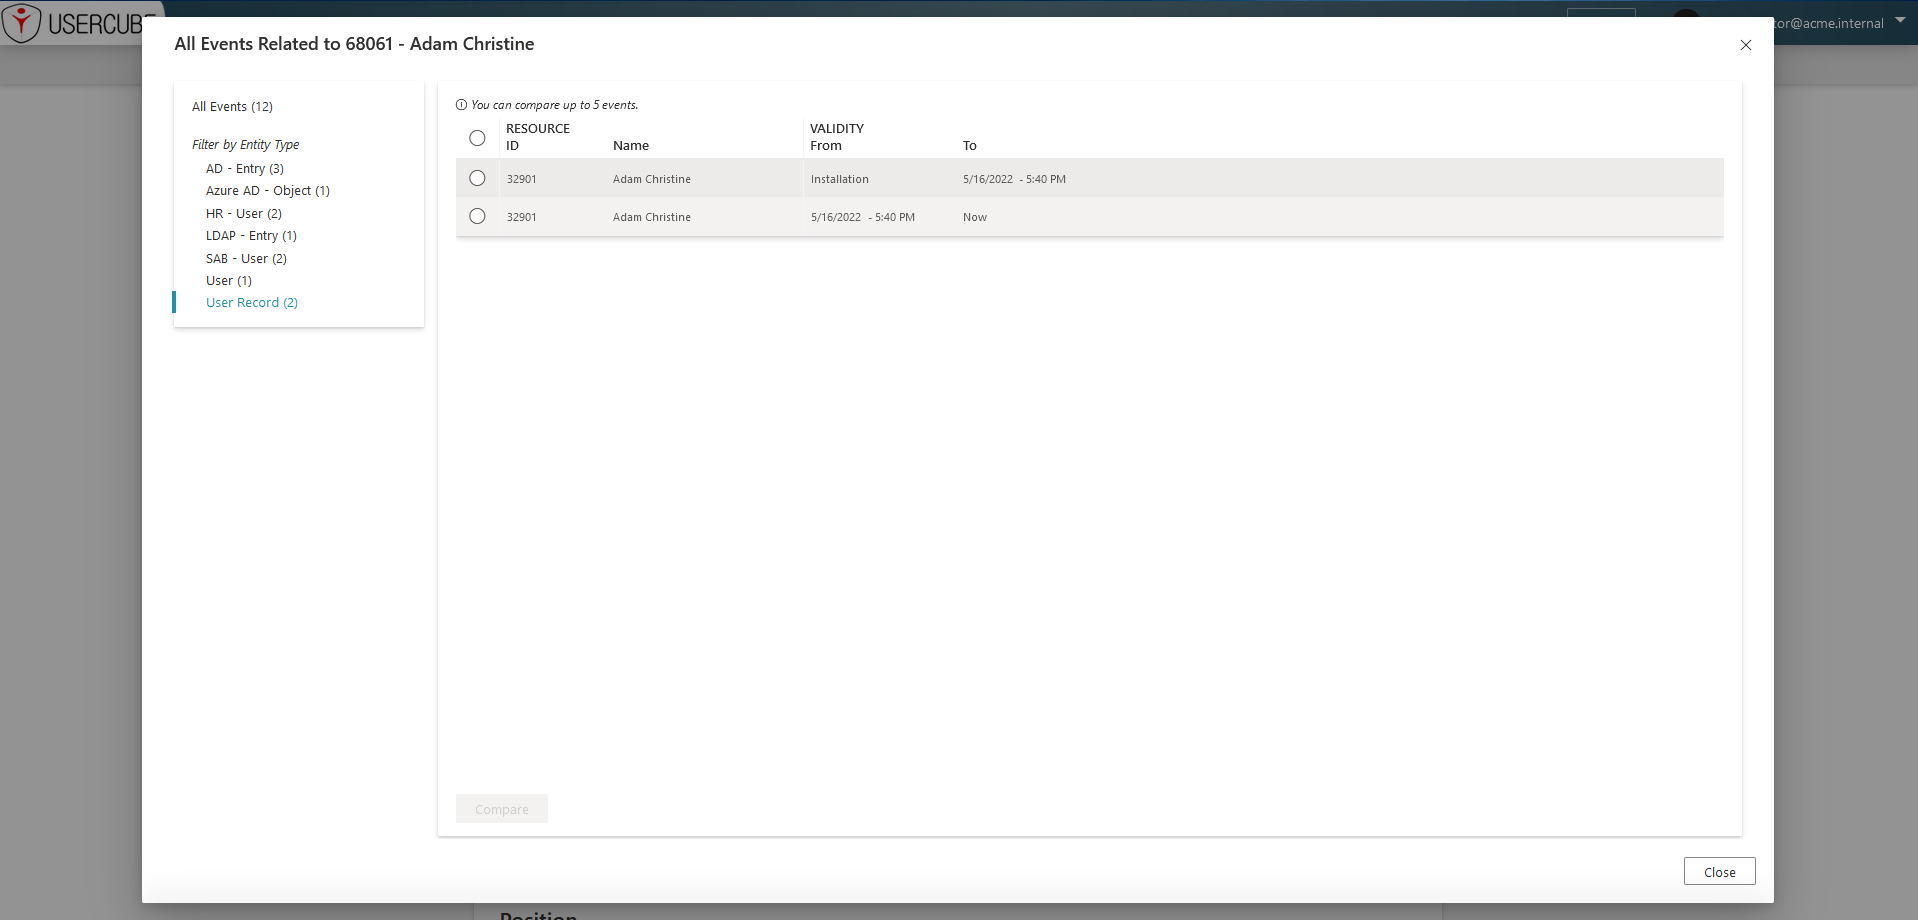 USERCUBE
tor@acme.internal
All Events Related to 68061 - Adam Christine
All Events (12)
Filter by Entity Type
AD - Entry (3)
Azure AD - Object (1)
HR - User (2)
LDAP - Entry (1)
SAB - User (2)
User (1)
User Record (2)
You can compare up to 5 events.
RESOURCE VALIDITY
ID Name From To
32901 Adam Christine Installation 5/16/2022 - 5:40 PM
32901 Adam Christine 5/16/2022 - 5:40 PM Now
Compare
Close
Position